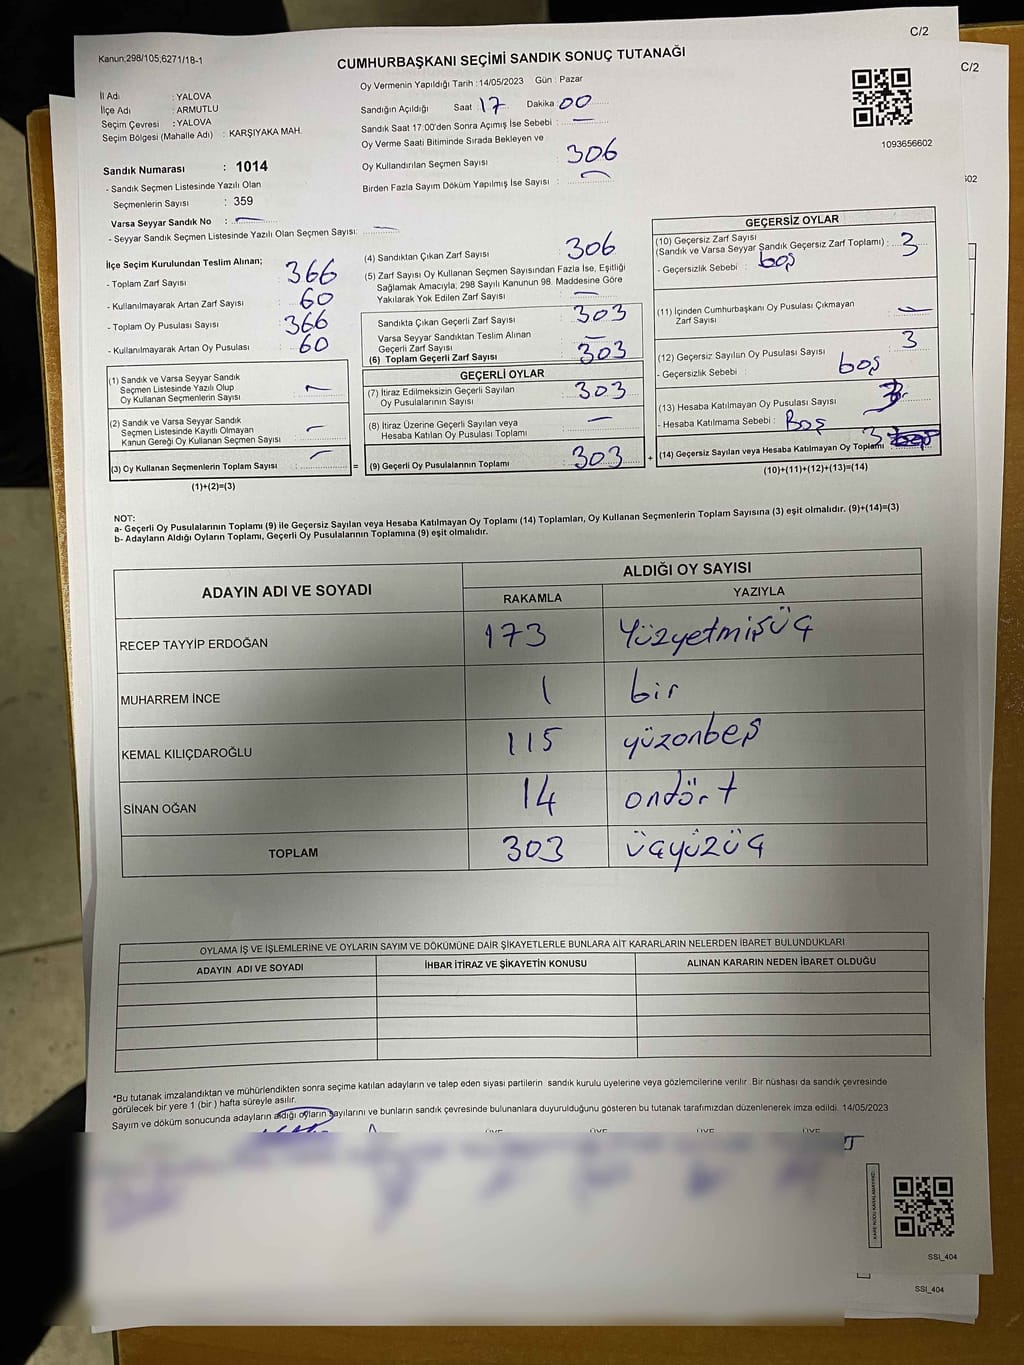 C/2
C/2
Kanun;298/105;6271/18-1
CUMHURBAŞKANI SEÇİMİ SANDIK SONUÇ TUTANAĞI
İl Adı : YALOVA
İlçe Adı : ARMUTLU
Seçim Çevresi : YALOVA
Seçim Bölgesi (Mahalle Adı) : KARŞIYAKA MAH.
Oy Vermenin Yapıldığı Tarih : 14/05/2023 Gün : Pazar
Sandığın Açıldığı Saat 17 Dakika : 00
Sandık Saat 17:00'den Sonra Açımış İse Sebebi : —
Oy Verme Saati Bitiminde Sırada Bekleyen ve
Oy Kullandırılan Seçmen Sayısı 306
Birden Fazla Sayım Döküm Yapılmış İse Sayısı : —
1093656602
602
Sandık Numarası : 1014
- Sandık Seçmen Listesinde Yazılı Olan
Seçmenlerin Sayısı : 359
Varsa Seyyar Sandık No : —
- Seyyar Sandık Seçmen Listesinde Yazılı Olan Seçmen Sayısı: —
İlçe Seçim Kurulundan Teslim Alınan;
- Toplam Zarf Sayısı 366
- Kullanılmayarak Artan Zarf Sayısı 60
- Toplam Oy Pusulası Sayısı 366
- Kullanılmayarak Artan Oy Pusulası : 60
(1) Sandık ve Varsa Seyyar Sandık
Seçmen Listesinde Yazılı Olup
Oy Kullanan Seçmenlerin Sayısı : —
(2) Sandık ve Varsa Seyyar Sandık
Seçmen Listesinde Kayıtlı Olmayan
Kanun Gereği Oy Kullanan Seçmen Sayısı : —
(3) Oy Kullanan Seçmenlerin Toplam Sayısı : —
(1)+(2)=(3)
(4) Sandıktan Çıkan Zarf Sayısı 306
(5) Zarf Sayısı Oy Kullanan Seçmen Sayısından Fazla İse, Eşitliği
Sağlamak Amacıyla; 298 Sayılı Kanunun 98. Maddesine Göre
Yakılarak Yok Edilen Zarf Sayısı : —
Sandıkta Çıkan Geçerli Zarf Sayısı : 303
Varsa Seyyar Sandıktan Teslim Alınan
Geçerli Zarf Sayısı : —
(6) Toplam Geçerli Zarf Sayısı : 303
GEÇERLİ OYLAR
(7) İtiraz Edilmeksizin Geçerli Sayılan
Oy Pusulalarının Sayısı : 303
(8) İtiraz Üzerine Geçerli Sayılan veya
Hesaba Katılan Oy Pusulası Toplamı : —
= (9) Geçerli Oy Pusulalarının Toplamı : 303
GEÇERSİZ OYLAR
(10) Geçersiz Zarf Sayısı
(Sandık ve Varsa Seyyar Sandık Geçersiz Zarf Toplamı) : 3
- Geçersizlik Sebebi : boş
(11) İçinden Cumhurbaşkanı Oy Pusulası Çıkmayan
Zarf Sayısı : —
(12) Geçersiz Sayılan Oy Pusulası Sayısı : 3
- Geçersizlik Sebebi : boş
(13) Hesaba Katılmayan Oy Pusulası Sayısı : 3
- Hesaba Katılmama Sebebi : Boş
+ (14) Geçersiz Sayılan veya Hesaba Katılmayan Oy Toplamı : 3
(10)+(11)+(12)+(13)=(14)
NOT:
a- Geçerli Oy Pusulalarının Toplamı (9) ile Geçersiz Sayılan veya Hesaba Katılmayan Oy Toplamı (14) Toplamları, Oy Kullanan Seçmenlerin Toplam Sayısına (3) eşit olmalıdır. (9)+(14)=(3)
b- Adayların Aldığı Oyların Toplamı, Geçerli Oy Pusulalarının Toplamına (9) eşit olmalıdır.
ADAYIN ADI VE SOYADI
ALDIĞI OY SAYISI
RAKAMLA YAZIYLA
RECEP TAYYİP ERDOĞAN 173 Yüzyetmişüç
MUHARREM İNCE 1 bir
KEMAL KILIÇDAROĞLU 115 yüzonbeş
SİNAN OĞAN 14 ondört
TOPLAM 303 üçyüzüç
OYLAMA İŞ VE İŞLEMLERİNE VE OYLARIN SAYIM VE DÖKÜMÜNE DAİR ŞİKAYETLERLE BUNLARA AİT KARARLARIN NELERDEN İBARET BULUNDUKLARI
ADAYIN ADI VE SOYADI İHBAR İTİRAZ VE ŞİKAYETİN KONUSU ALINAN KARARIN NEDEN İBARET OLDUĞU
*Bu tutanak imzalandıktan ve mühürlendikten sonra seçime katılan adayların ve talep eden siyası partilerin sandık kurulu üyelerine veya gözlemcilerine verilir. Bir nüshası da sandık çevresinde
görülecek bir yere 1 (bir ) hafta süreyle asılır.
Sayım ve döküm sonucunda adayların aldığı oyların sayılarını ve bunların sandık çevresinde bulunanlara duyurulduğunu gösteren bu tutanak tarafımızdan düzenlenerek imza edildi. 14/05/2023
ÜYE ÜYE ÜYE ÜYE
SSI_404
SSI_404